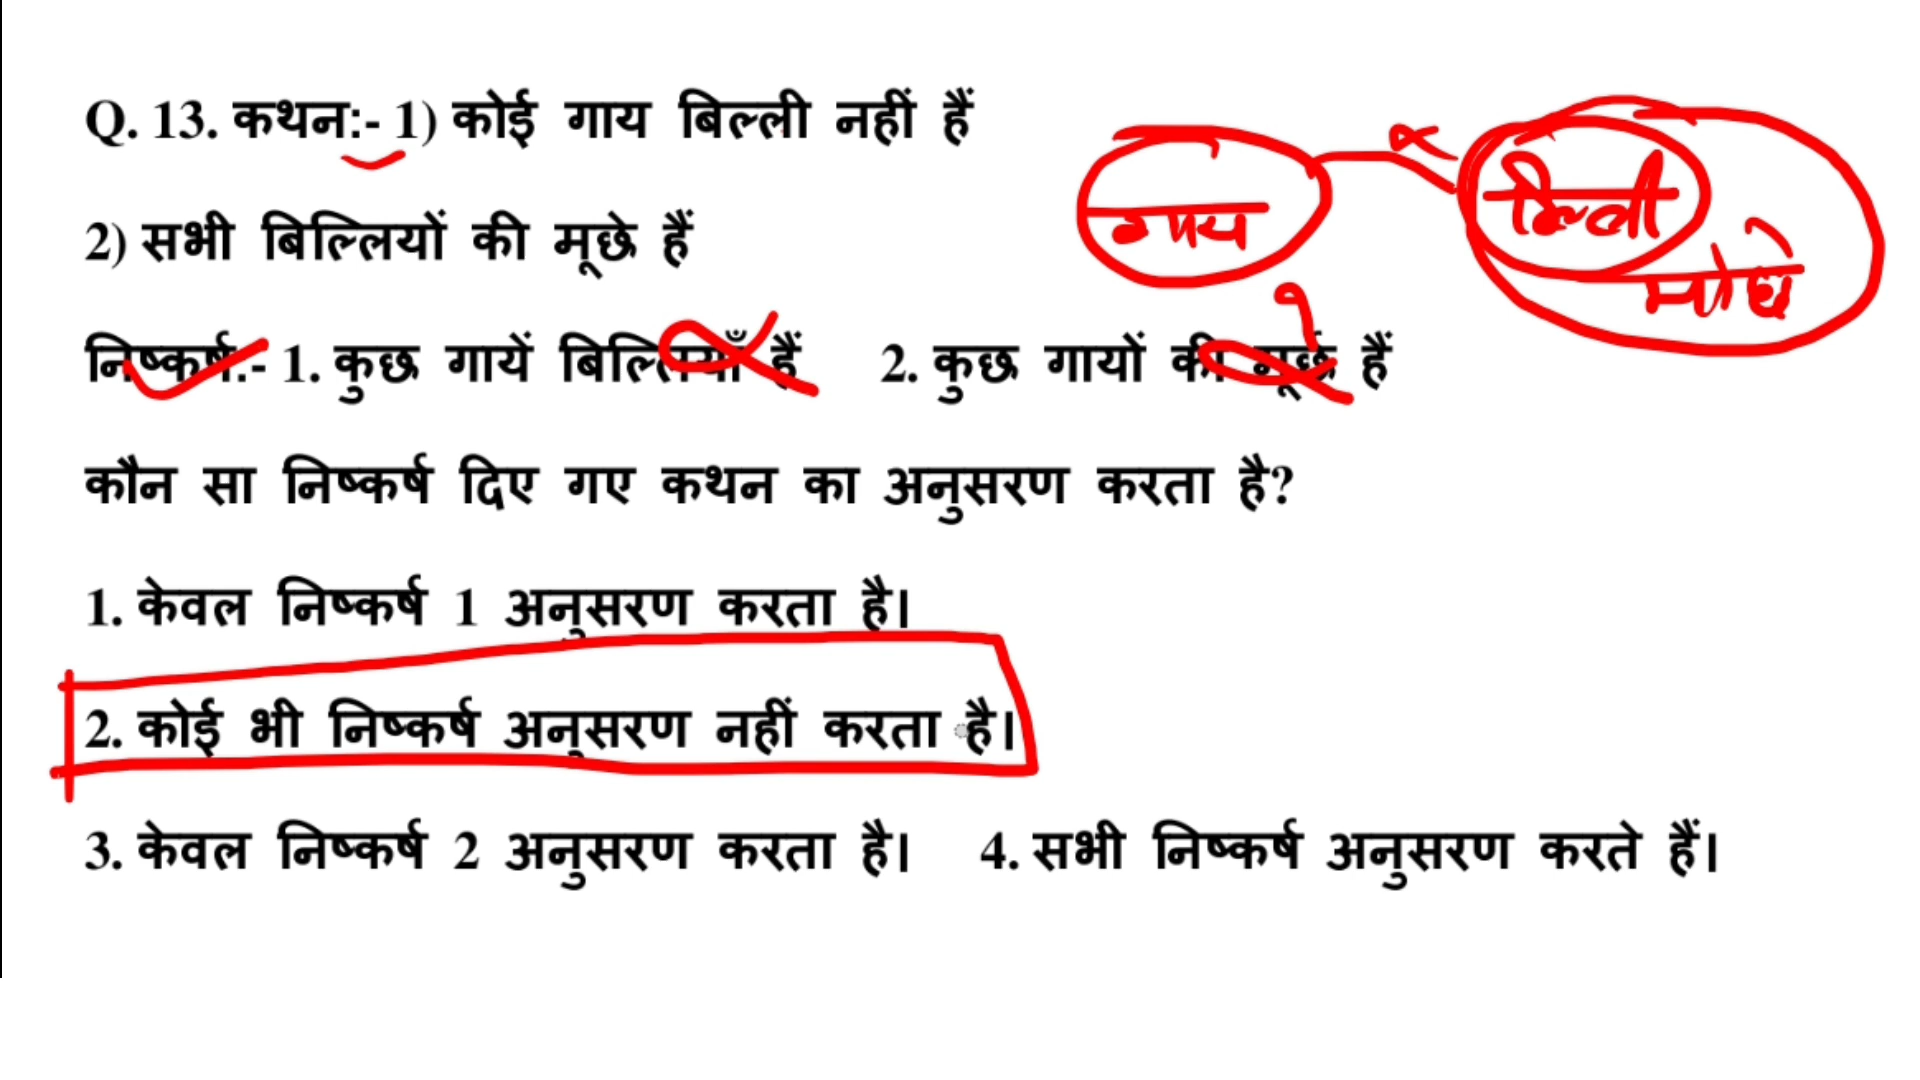 Q. 13. कथन:- 1) कोई गाय बिल्ली नहीं हैं
गाय
बिल्ली
2) सभी बिल्लियों की मूछे हैं
मोछे
निष्कर्ष:- 1. कुछ गायें बिल्लियाँ हैं 2. कुछ गायों की मूछें हैं
कौन सा निष्कर्ष दिए गए कथन का अनुसरण करता है?
1. केवल निष्कर्ष 1 अनुसरण करता है।
2. कोई भी निष्कर्ष अनुसरण नहीं करता है।
3. केवल निष्कर्ष 2 अनुसरण करता है। 4. सभी निष्कर्ष अनुसरण करते हैं।